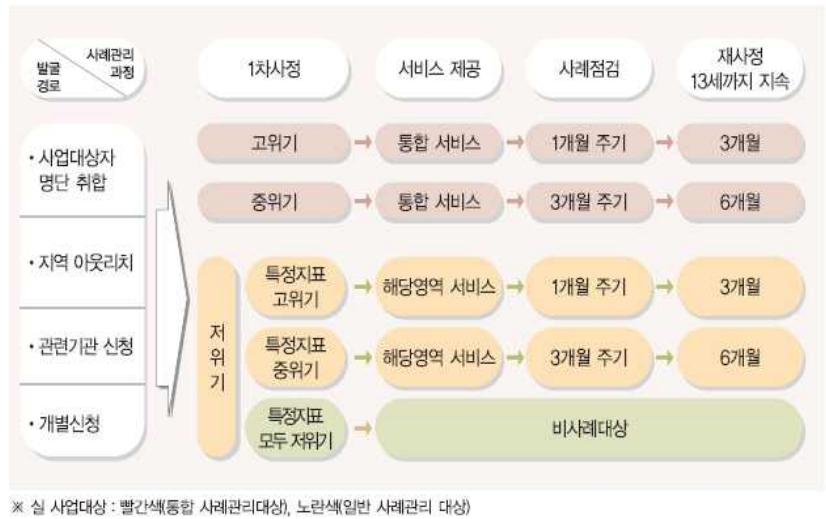 사례관리
과정
발굴
경로
1차사정
서비스 제공
사례점검
재사정
13세까지 지속
• 사업대상자
명단 취합
• 지역 아웃리치
• 관련기관 신청
• 개별신청
고위기
통합 서비스
1개월 주기
3개월
중위기
통합 서비스
3개월 주기
6개월
저
위
기
특정지표
고위기
해당영역 서비스
1개월 주기
3개월
특정지표
중위기
해당영역 서비스
3개월 주기
6개월
특정지표
모두 저위기
비사례대상
※ 실 사업대상 : 빨간색(통합 사례관리대상), 노란색(일반 사례관리 대상)